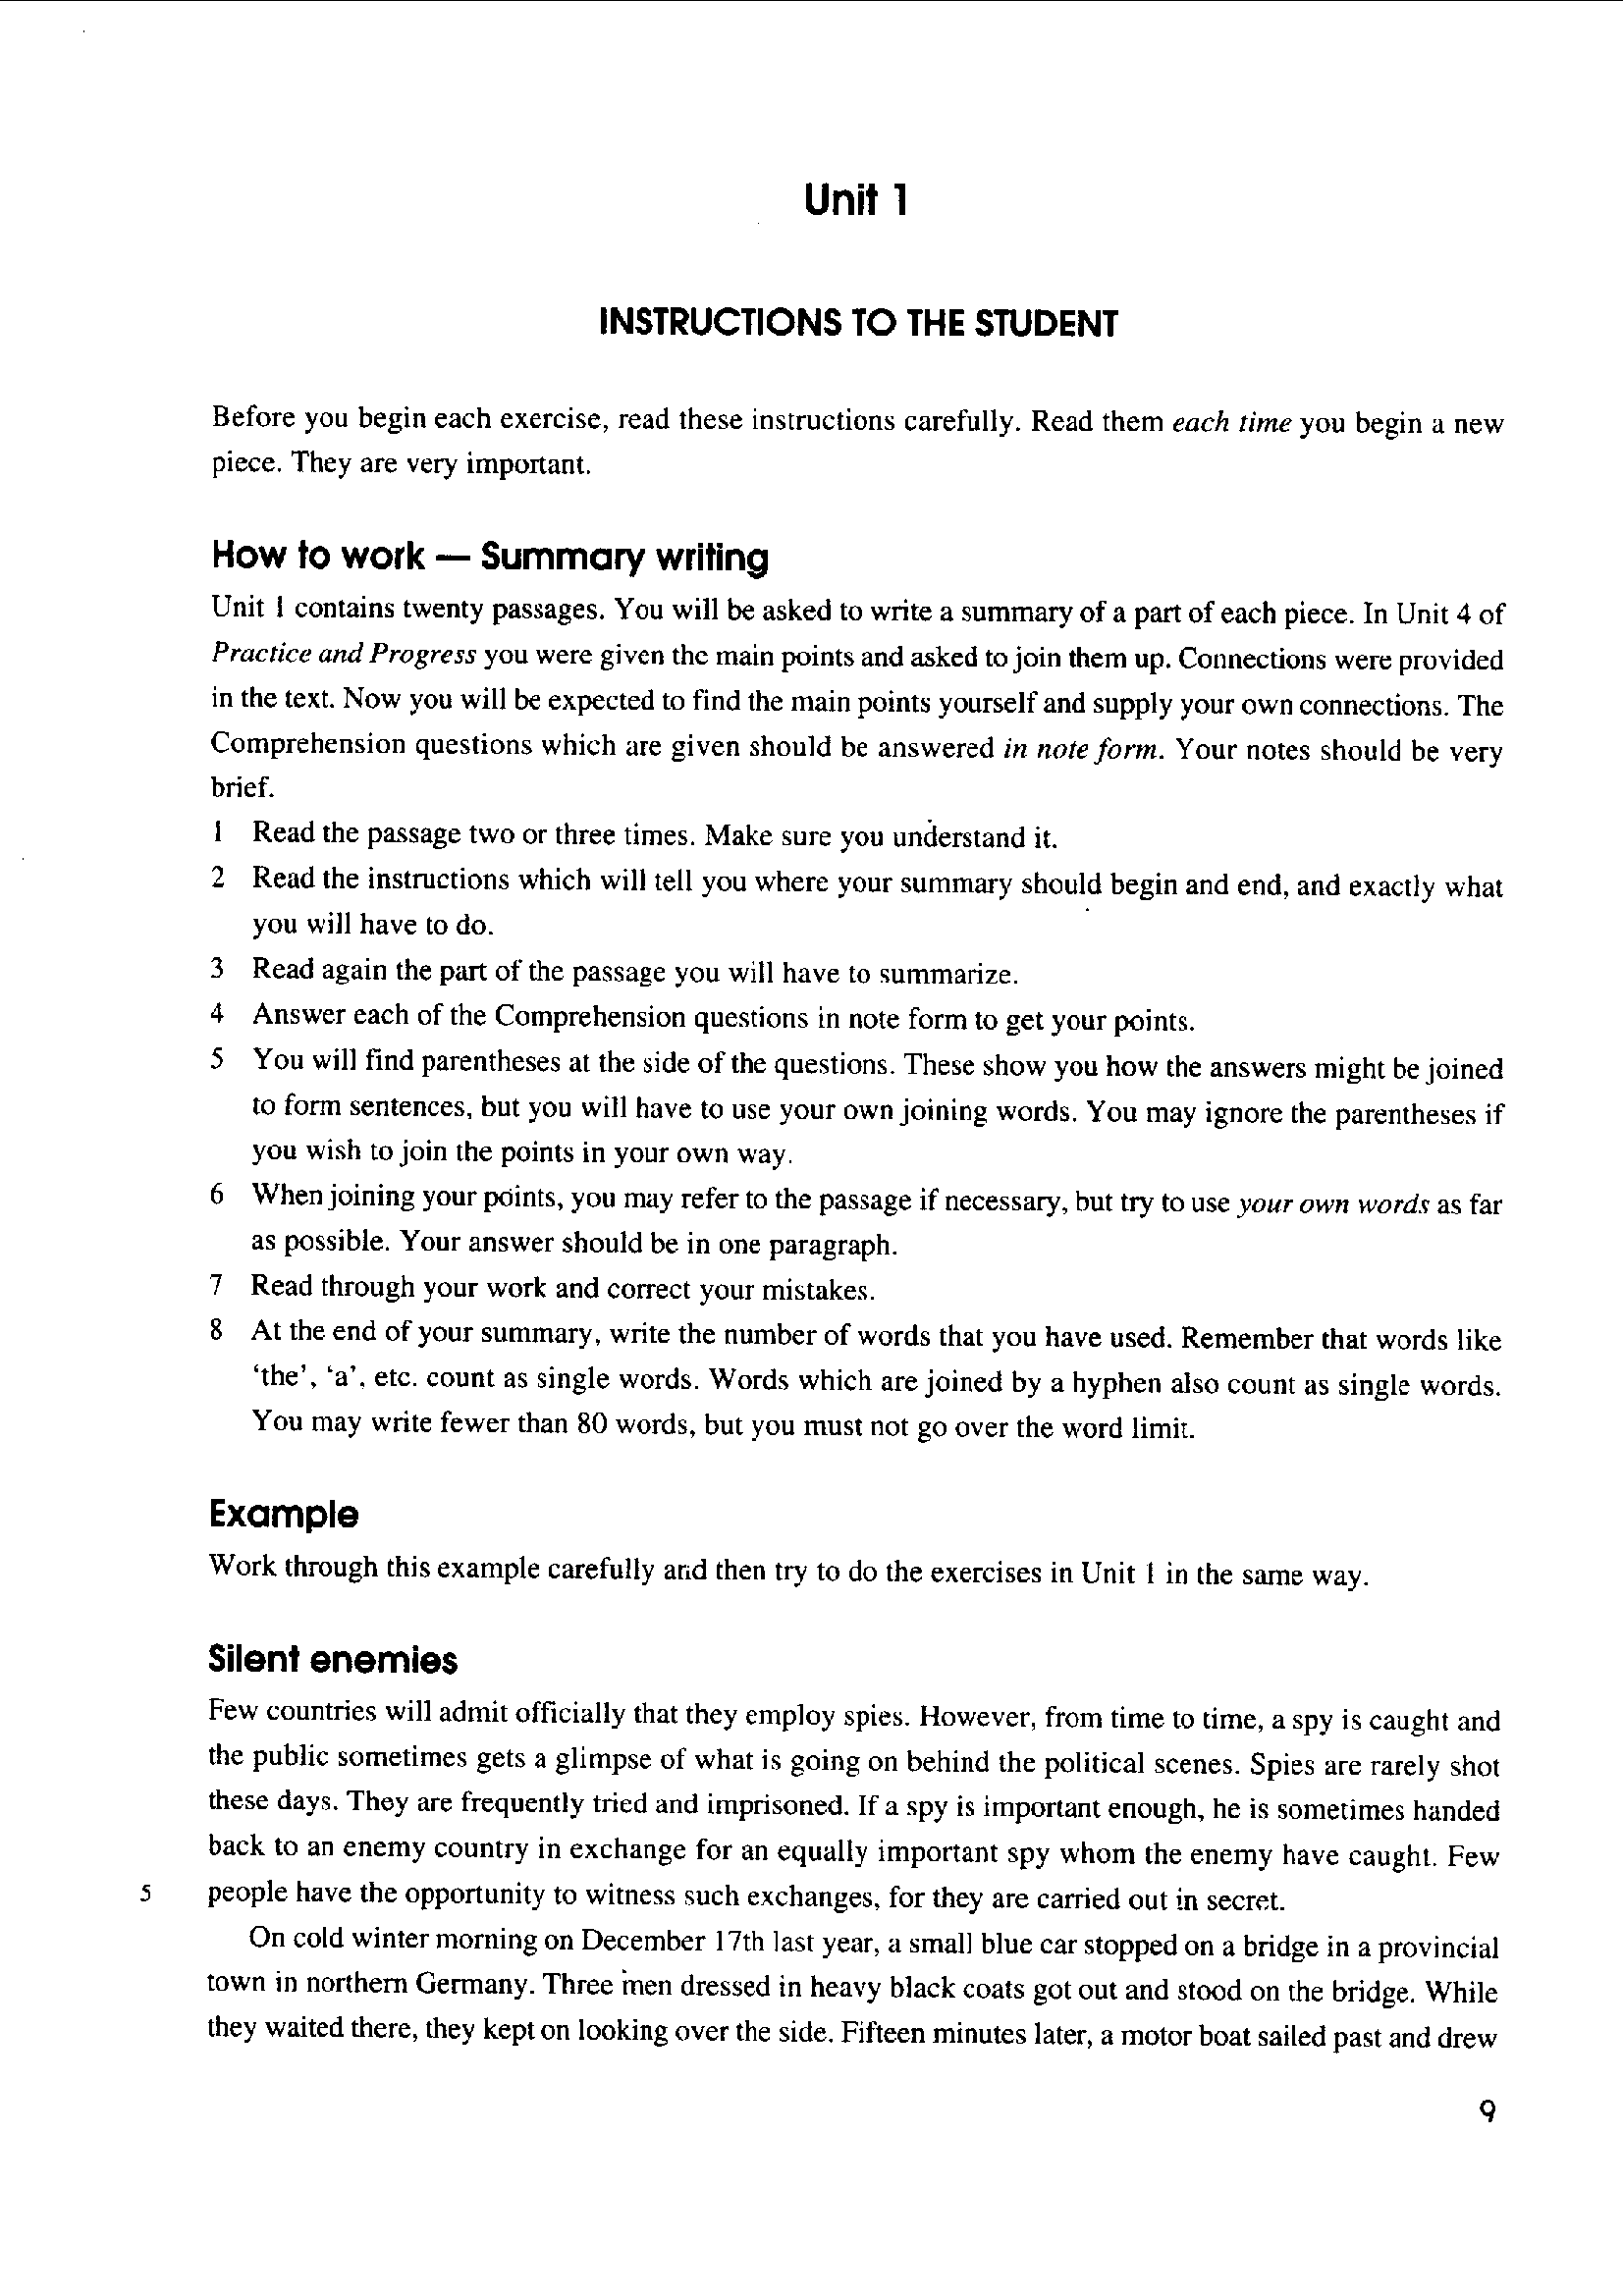 Unit 1
INSTRUCTIONS TO THE STUDENT
Before you begin each exercise, read these instructions carefully. Read them each time you begin a new
piece. They are very important.
How to work — Summary writing
Unit 1 contains twenty passages. You will be asked to write a summary of a part of each piece. In Unit 4 of
Practice and Progress you were given the main points and asked to join them up. Connections were provided
in the text. Now you will be expected to find the main points yourself and supply your own connections. The
Comprehension questions which are given should be answered in note form. Your notes should be very
brief.
1 Read the passage two or three times. Make sure you understand it.
2 Read the instructions which will tell you where your summary should begin and end, and exactly what
you will have to do.
3 Read again the part of the passage you will have to summarize.
4 Answer each of the Comprehension questions in note form to get your points.
5 You will find parentheses at the side of the questions. These show you how the answers might be joined
to form sentences, but you will have to use your own joining words. You may ignore the parentheses if
you wish to join the points in your own way.
6 When joining your points, you may refer to the passage if necessary, but try to use your own words as far
as possible. Your answer should be in one paragraph.
7 Read through your work and correct your mistakes.
8 At the end of your summary, write the number of words that you have used. Remember that words like
‘the’, ‘a’, etc. count as single words. Words which are joined by a hyphen also count as single words.
You may write fewer than 80 words, but you must not go over the word limit.
Example
Work through this example carefully and then try to do the exercises in Unit 1 in the same way.
Silent enemies
Few countries will admit officially that they employ spies. However, from time to time, a spy is caught and
the public sometimes gets a glimpse of what is going on behind the political scenes. Spies are rarely shot
these days. They are frequently tried and imprisoned. If a spy is important enough, he is sometimes handed
back to an enemy country in exchange for an equally important spy whom the enemy have caught. Few
5 people have the opportunity to witness such exchanges, for they are carried out in secret.
On cold winter morning on December 17th last year, a small blue car stopped on a bridge in a provincial
town in northern Germany. Three men dressed in heavy black coats got out and stood on the bridge. While
they waited there, they kept on looking over the side. Fifteen minutes later, a motor boat sailed past and drew
9